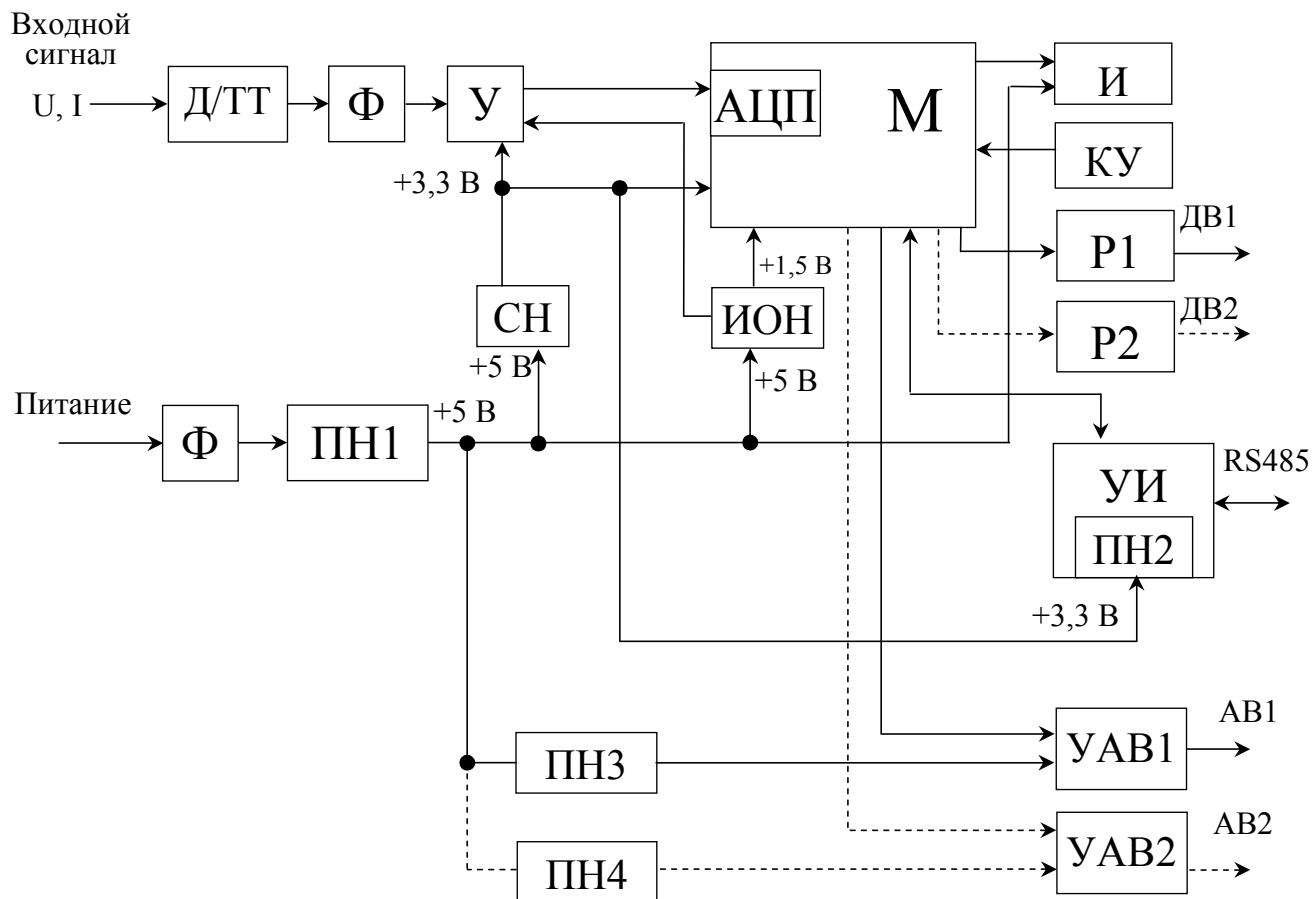 Входной
сигнал
U, I
Д/ТТ
Ф
У
АЦП
М
И
КУ
+3,3 В
ДВ1
Р1
+1,5 В
СН
ИОН
ДВ2
Р2
+5 В
+5 В
Питание
+5 В
Ф
ПН1
RS485
УИ
ПН2
+3,3 В
АВ1
УАВ1
ПН3
АВ2
УАВ2
ПН4